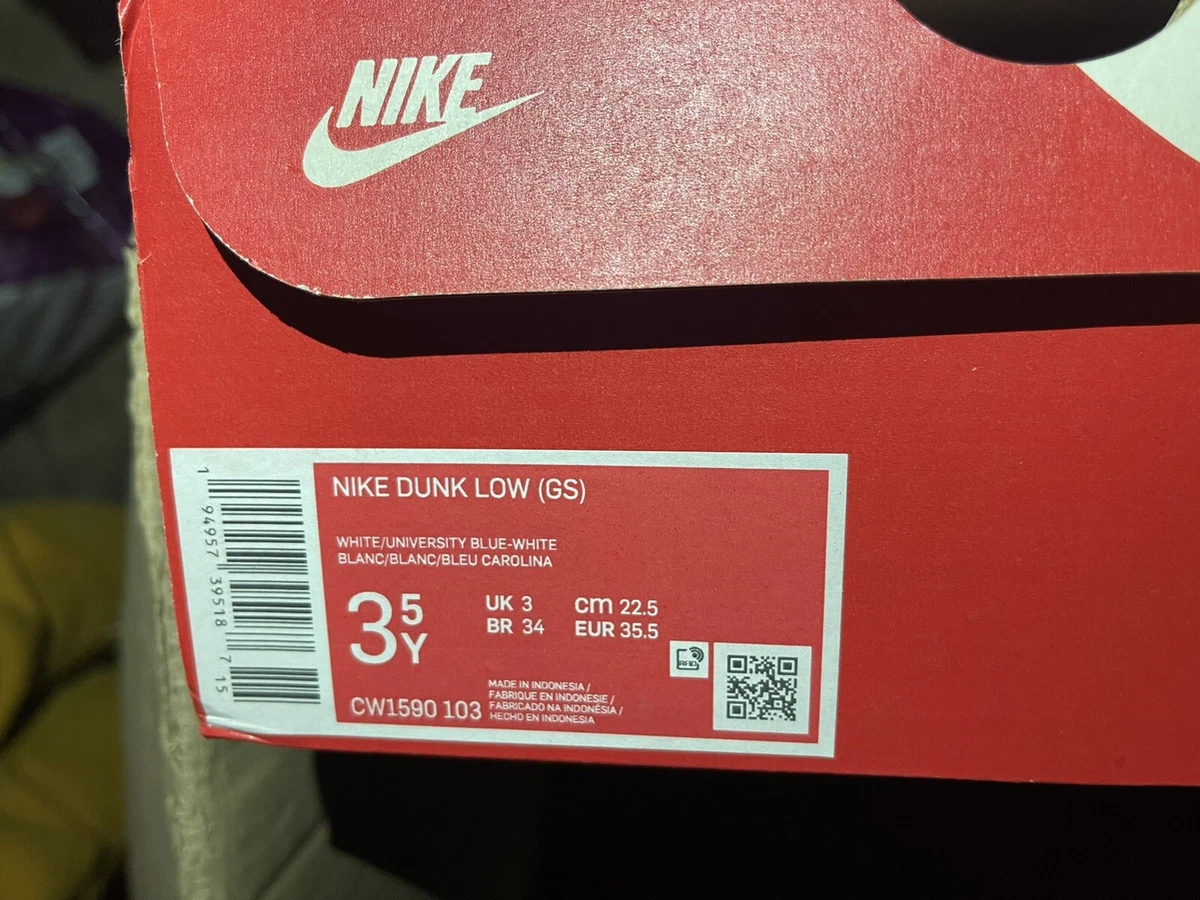 NIKE
NIKE DUNK LOW (GS)
WHITE/UNIVERSITY BLUE-WHITE
BLANC/BLANC/BLEU CAROLINA
3 5 Y
UK 3 cm 22.5
BR 34 EUR 35.5
RFID
CW1590 103
MADE IN INDONESIA /
FABRIQUE EN INDONESIE /
FABRICADO NA INDONÉSIA /
HECHO EN INDONESIA
1 94957 39518 7 15